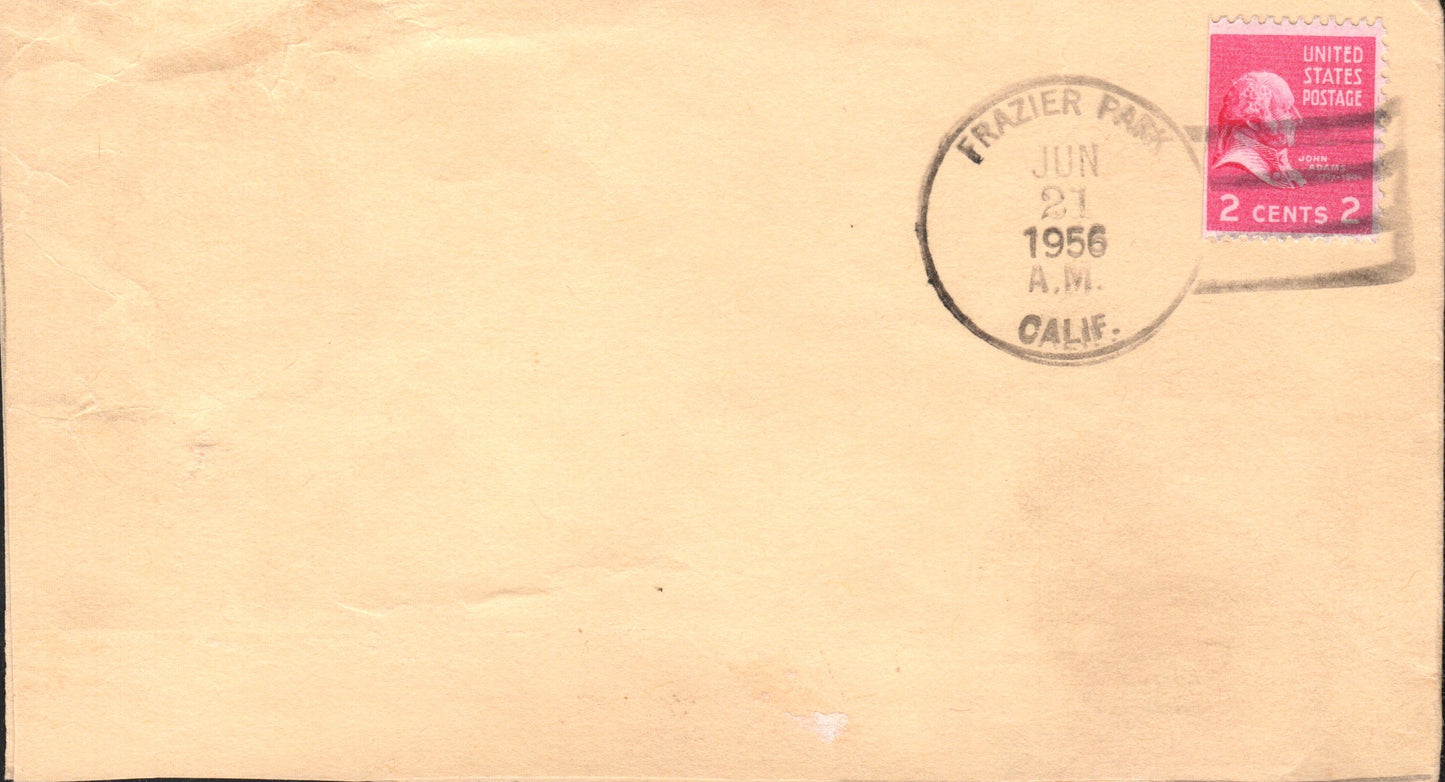 UNITED
STATES
POSTAGE
JOHN
ADAMS
2 CENTS 2
FRAZIER PARK
JUN
21
1956
A.M.
CALIF.